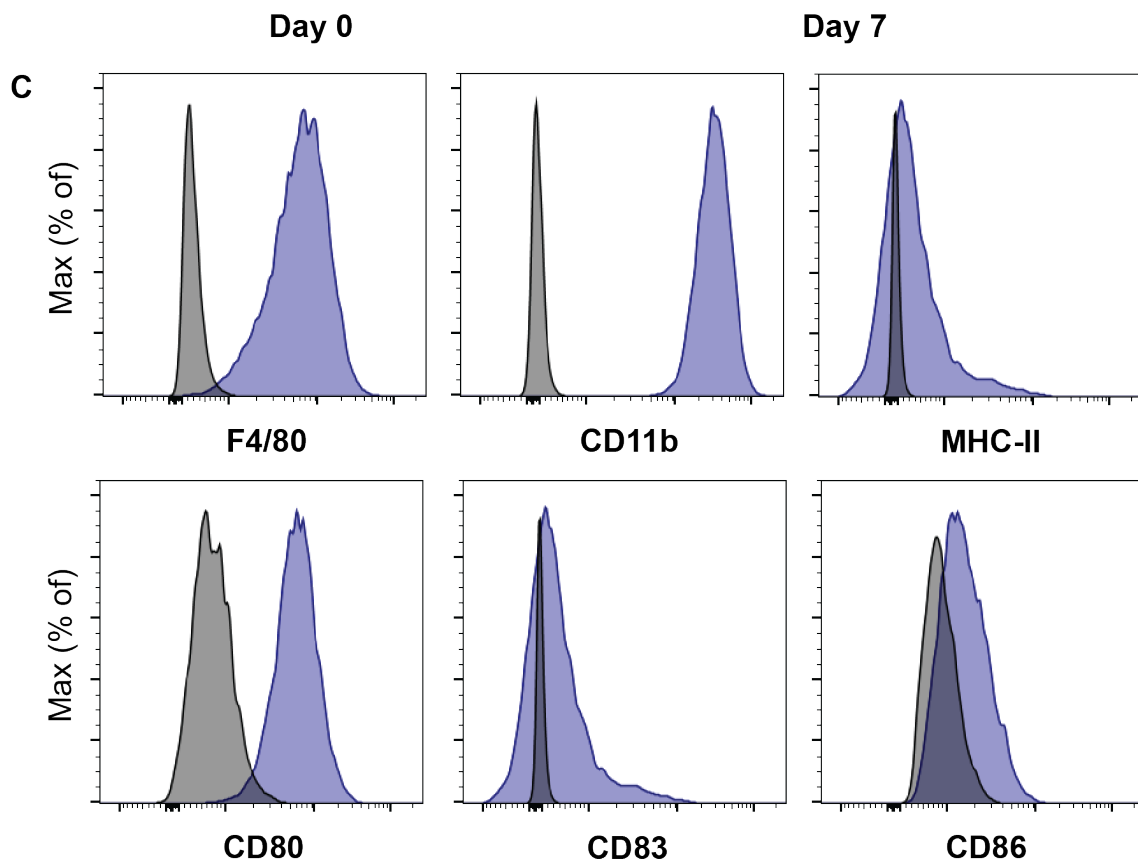 Day 0
Day 7
C
Max (% of)
F4/80
CD11b
MHC-II
Max (% of)
CD80
CD83
CD86